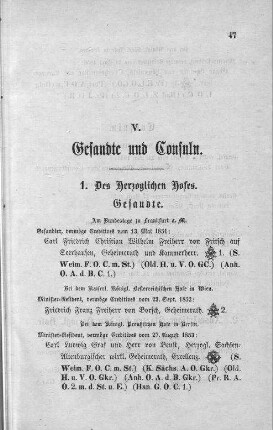 47
V.
Gesandte und Consuln.
1. Des Herzoglichen Hofes.
Gesandte.
Am Bundestage in Frankfurt a. M.
Gesandter, vermöge Creditivs vom 13. Mai 1851:
Carl Friedrich Christian Wilhelm Freiherr von Fritsch auf
Seerhausen, Geheimerath und Kammerherr. 1. (S.
Weim. F. O. C. m. St.) (Old. H. u. V. O. GC.) (Anh.
O. A. d. B. C. 1.)
Bei dem Kaiserl. Königl. Oesterreichischen Hofe in Wien.
Minister-Resident, vermöge Creditivs vom 12. Sept. 1832:
Friedrich Franz Freiherr von Borsch, Geheimerath. 2.
Bei dem Königl. Preußischen Hofe in Berlin.
Minister-Resident, vermöge Creditivs vom 27. August 1853:
Carl Ludwig Graf und Herr von Beust, Herzogl. Sachsen-
Altenburgischer wirkl. Geheimerath, Exzellenz. (S.
Weim. F. O. C. m. St.) (K. Sächs. A. O. Gkr.) (Old.
H. u. V. O. Gkr.) (Anh. O. A. d. B. Gkr.) (Pr. R. A.
O. 2. m. d. St. u. E.) (Han. G. O. C. 1.)